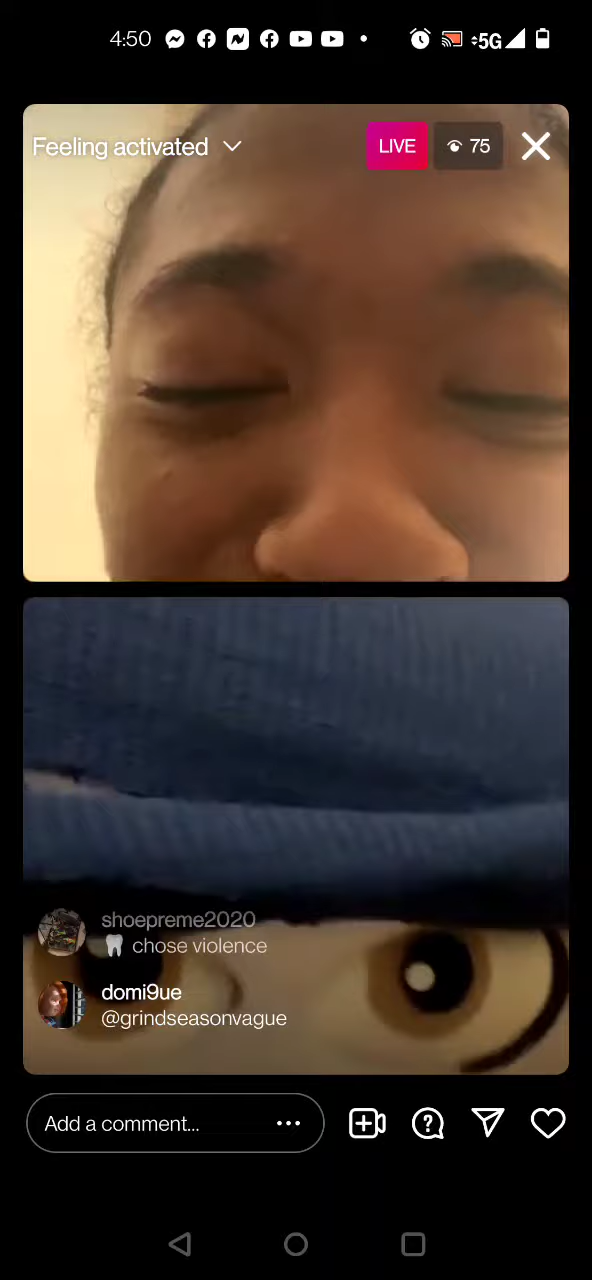 4:50
5G
Feeling activated
LIVE
75
shoepreme2020
🦷 chose violence
domi9ue
@grindseasonvague
Add a comment...